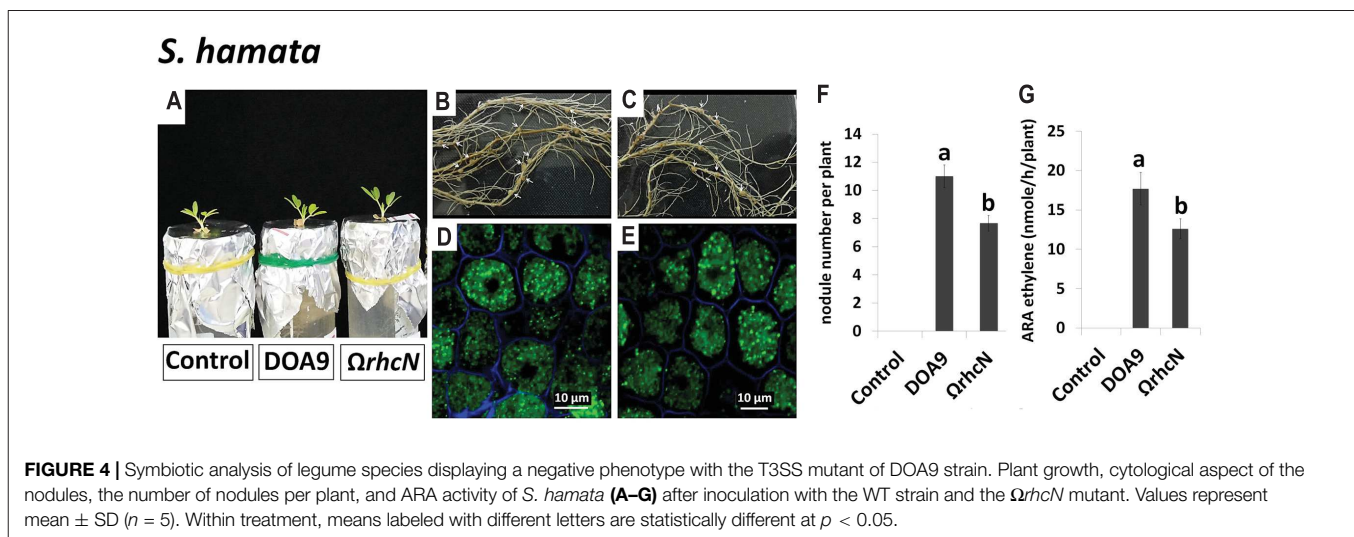 S. hamata
A
Control
DOA9
ΩrhcN
B
C
D
10 µm
E
10 µm
F
nodule number per plant
14
12
10
8
6
4
2
0
a
b
Control
DOA9
ΩrhcN
G
ARA ethylene (nmole/h/plant)
25
20
15
10
5
0
a
b
Control
DOA9
ΩrhcN
FIGURE 4 | Symbiotic analysis of legume species displaying a negative phenotype with the T3SS mutant of DOA9 strain. Plant growth, cytological aspect of the
nodules, the number of nodules per plant, and ARA activity of S. hamata (A–G) after inoculation with the WT strain and the ΩrhcN mutant. Values represent
mean ± SD (n = 5). Within treatment, means labeled with different letters are statistically different at p < 0.05.